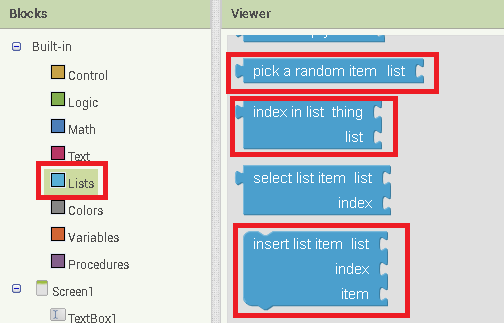 Blocks
Viewer
Built-in
Control
Logic
Math
Text
Lists
Colors
Variables
Procedures
Screen1
TextBox1
pick a random item list
index in list thing
list
select list item list
index
insert list item list
index
item